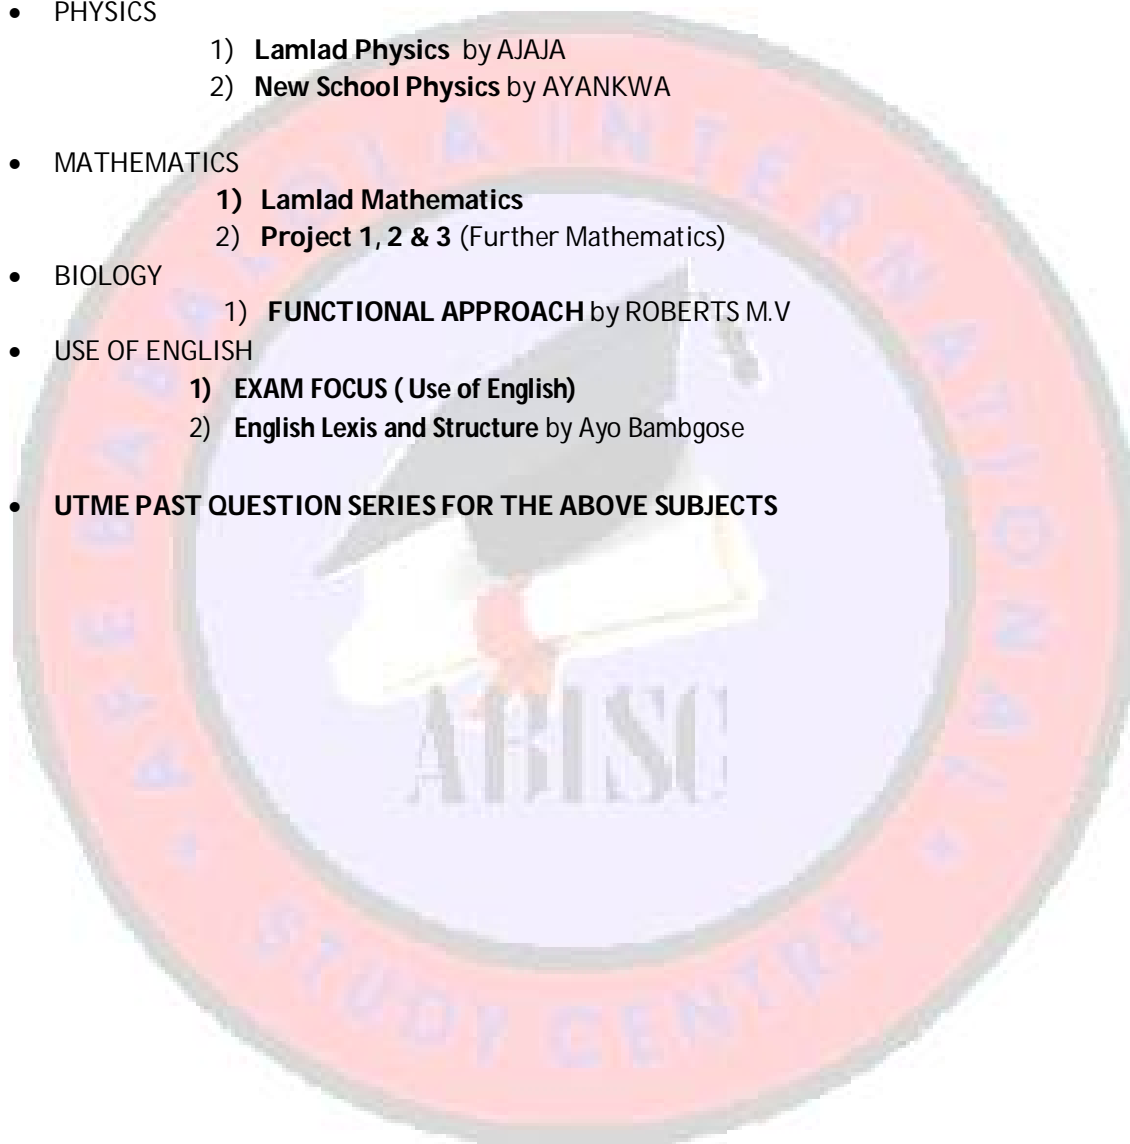 • PHYSICS
1) Lamlad Physics by AJAJA
2) New School Physics by AYANKWA
• MATHEMATICS
1) Lamlad Mathematics
2) Project 1, 2 & 3 (Further Mathematics)
• BIOLOGY
1) FUNCTIONAL APPROACH by ROBERTS M.V
• USE OF ENGLISH
1) EXAM FOCUS ( Use of English)
2) English Lexis and Structure by Ayo Bambgose
• UTME PAST QUESTION SERIES FOR THE ABOVE SUBJECTS
INTERNATIONAL
ABISC
STUDY CENTRE